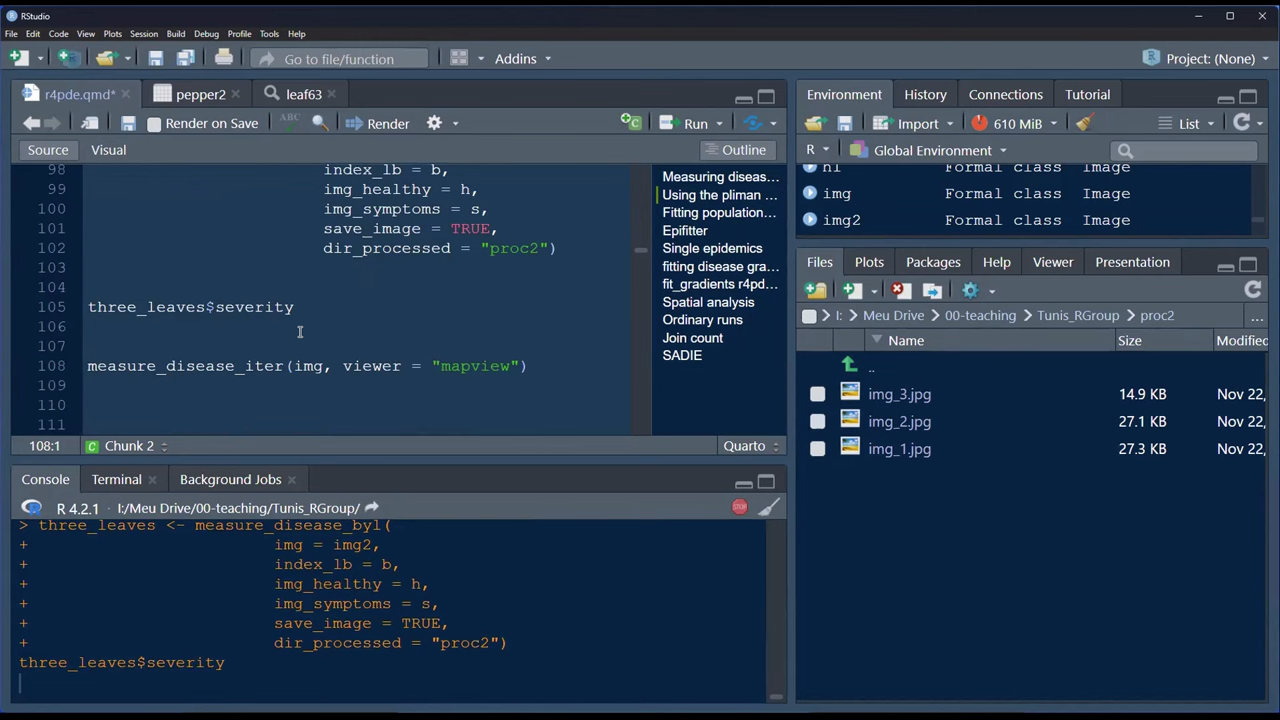 RStudio
File Edit Code View Plots Session Build Debug Profile Tools Help
Go to file/function
Addins
Project: (None)
r4pde.qmd*
pepper2
leaf63
Render on Save
ABC
Render
Run
Source
Visual
Outline
98 index_lb = b,
99 img_healthy = h,
100 img_symptoms = s,
101 save_image = TRUE,
102 dir_processed = "proc2")
103
104
105 three_leaves$severity
106
107
108 measure_disease_iter(img, viewer = "mapview")
109
110
111
Measuring diseas...
Using the pliman ...
Fitting population...
Epifitter
Single epidemics
fitting disease gra...
fit_gradients r4pd...
Spatial analysis
Ordinary runs
Join count
SADIE
108:1
C Chunk 2
Quarto
Console
Terminal
Background Jobs
R 4.2.1 · I:/Meu Drive/00-teaching/Tunis_RGroup/
STOP
> three_leaves <- measure_disease_byl(
+ img = img2,
+ index_lb = b,
+ img_healthy = h,
+ img_symptoms = s,
+ save_image = TRUE,
+ dir_processed = "proc2")
three_leaves$severity
Environment
History
Connections
Tutorial
Import
610 MiB
List
R
Global Environment
h1 Formal class Image
img Formal class Image
img2 Formal class Image
Files
Plots
Packages
Help
Viewer
Presentation
I: Meu Drive 00-teaching Tunis_RGroup proc2
...
Name Size Modified
..
img_3.jpg 14.9 KB Nov 22,
img_2.jpg 27.1 KB Nov 22,
img_1.jpg 27.3 KB Nov 22,